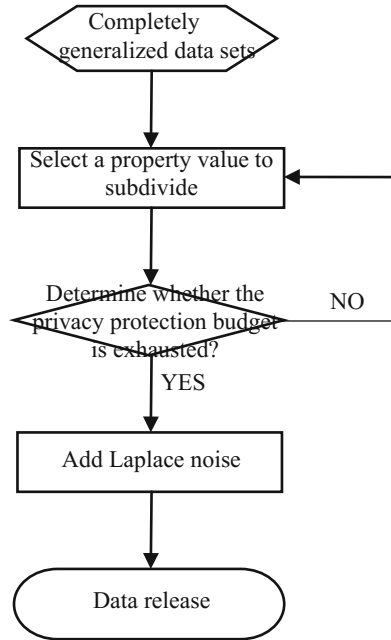 Completely
generalized data sets
Select a property value to
subdivide
Determine whether the
privacy protection budget
is exhausted?
NO
YES
Add Laplace noise
Data release